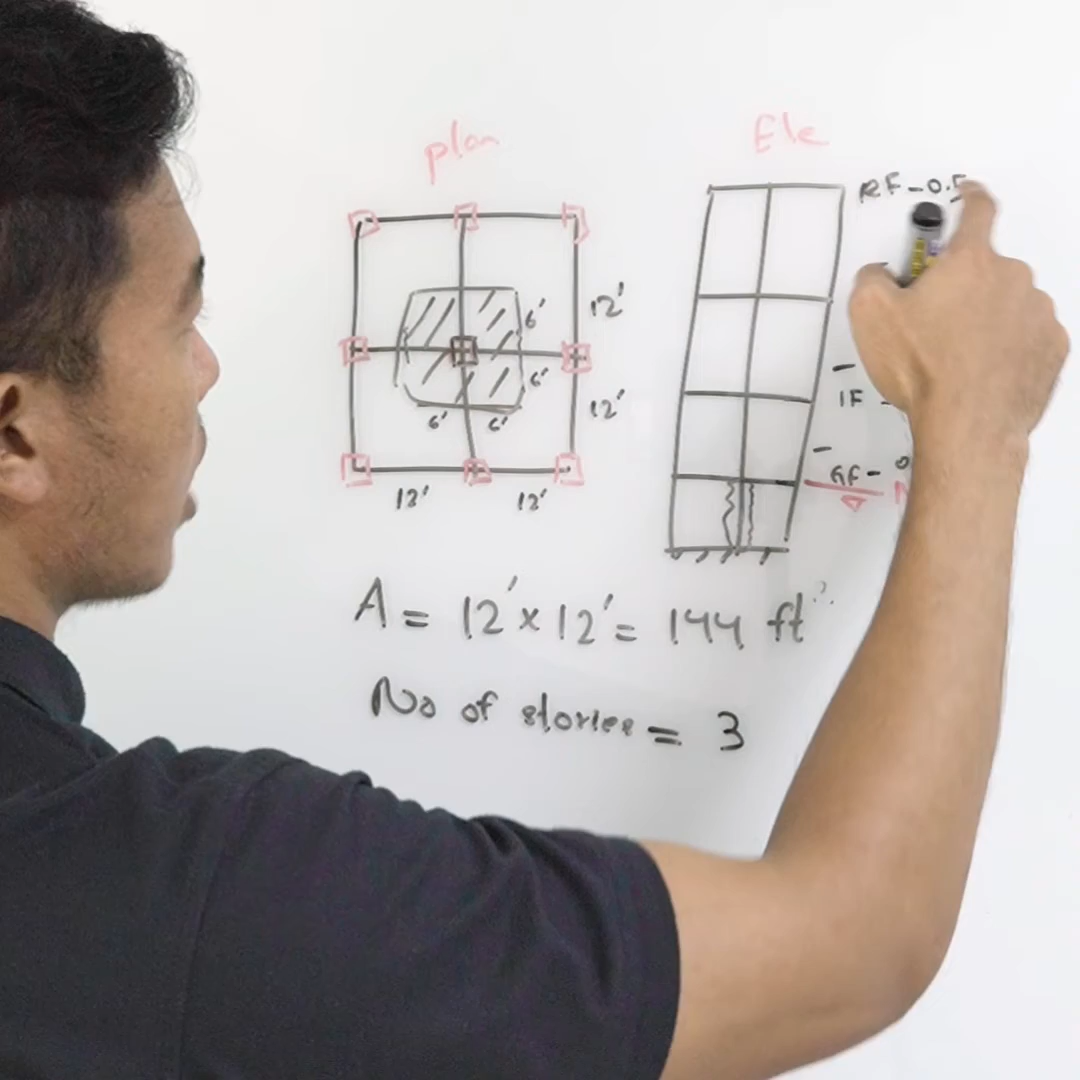 plan
Ele
RF - 0.5
12'
6'
6'
12'
6' 6'
12' 12'
1F -
GF - 0
A = 12' x 12' = 144 ft
No of stories = 3